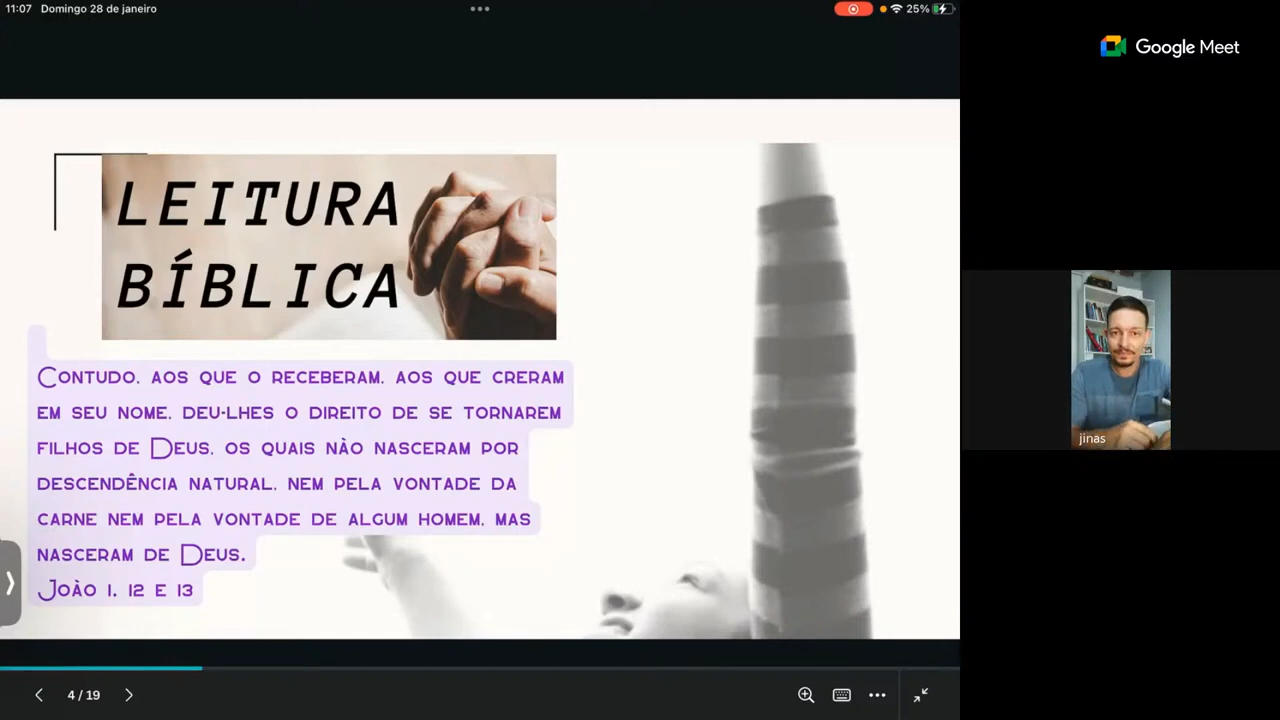 11:07 Domingo 28 de janeiro
25%
Google Meet
LEITURA
BÍBLICA
Contudo, aos que o receberam, aos que creram
em seu nome, deu-lhes o direito de se tornarem
filhos de Deus, os quais não nasceram por
descendência natural, nem pela vontade da
carne nem pela vontade de algum homem, mas
nasceram de Deus.
João 1, 12 e 13
jinas
4 / 19